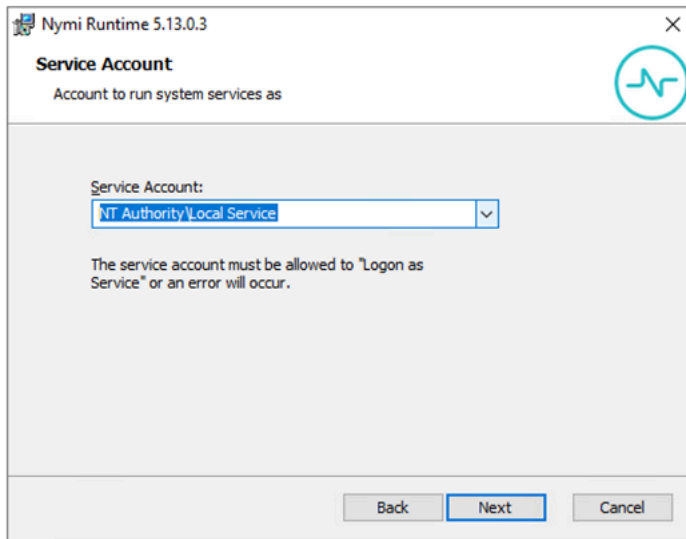 Nymi Runtime 5.13.0.3
Service Account
Account to run system services as
Service Account:
NT Authority\Local Service
The service account must be allowed to "Logon as
Service" or an error will occur.
Back
Next
Cancel